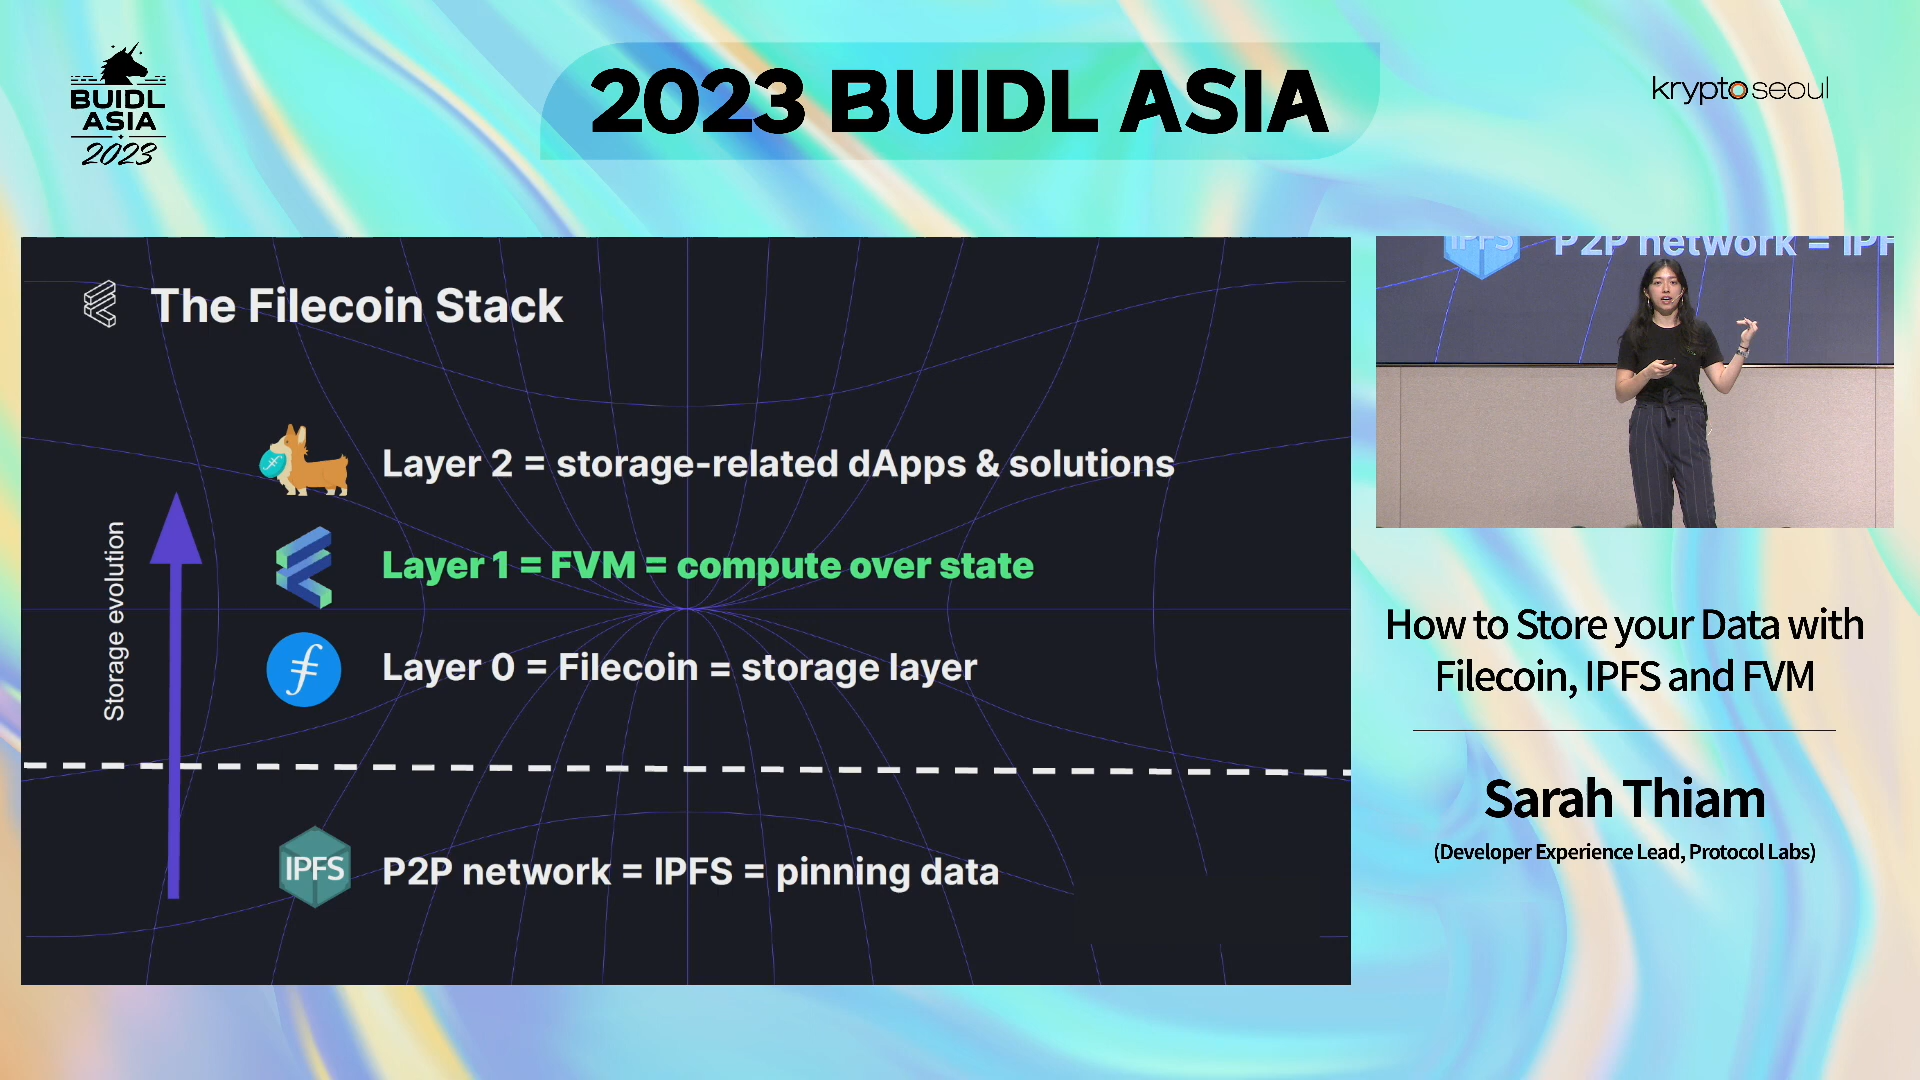 BUIDL
ASIA
2023
2023 BUIDL ASIA
kryptoseoul
The Filecoin Stack
Layer 2 = storage-related dApps & solutions
Layer 1 = FVM = compute over state
Layer 0 = Filecoin = storage layer
Storage evolution
IPFS
P2P network = IPFS = pinning data
IPFS
P2P network = IPF
How to Store your Data with
Filecoin, IPFS and FVM
Sarah Thiam
(Developer Experience Lead, Protocol Labs)